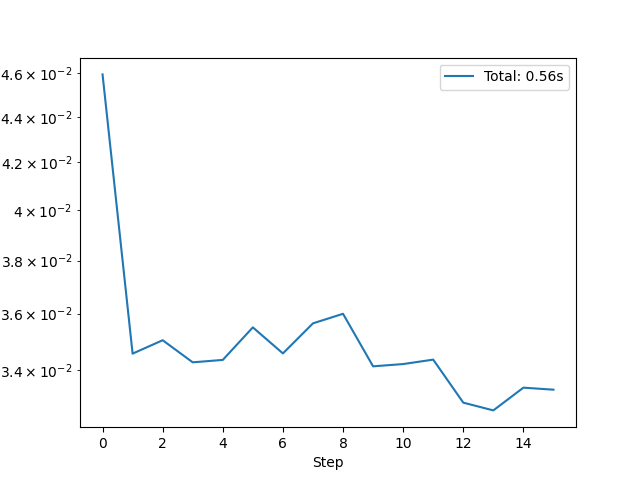 Total: 0.56s
4.6 × 10⁻²
4.4 × 10⁻²
4.2 × 10⁻²
4 × 10⁻²
3.8 × 10⁻²
3.6 × 10⁻²
3.4 × 10⁻²
0 2 4 6 8 10 12 14
Step